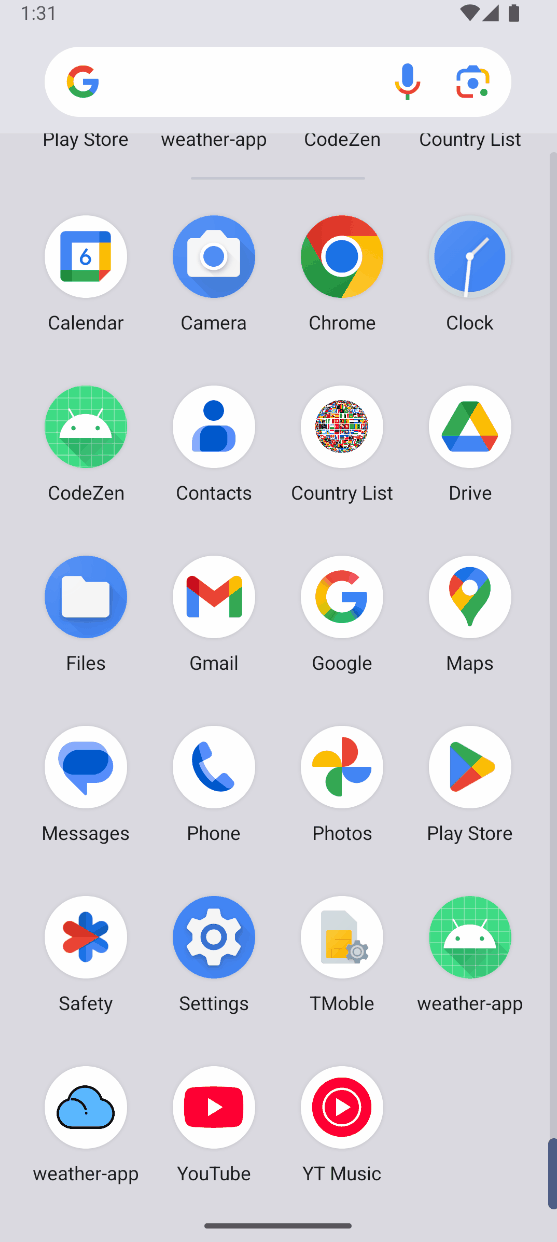 1:31
Play Store weather-app CodeZen Country List
6
Calendar Camera Chrome Clock
CodeZen Contacts Country List Drive
Files Gmail Google Maps
Messages Phone Photos Play Store
Safety Settings TMoble weather-app
weather-app YouTube YT Music